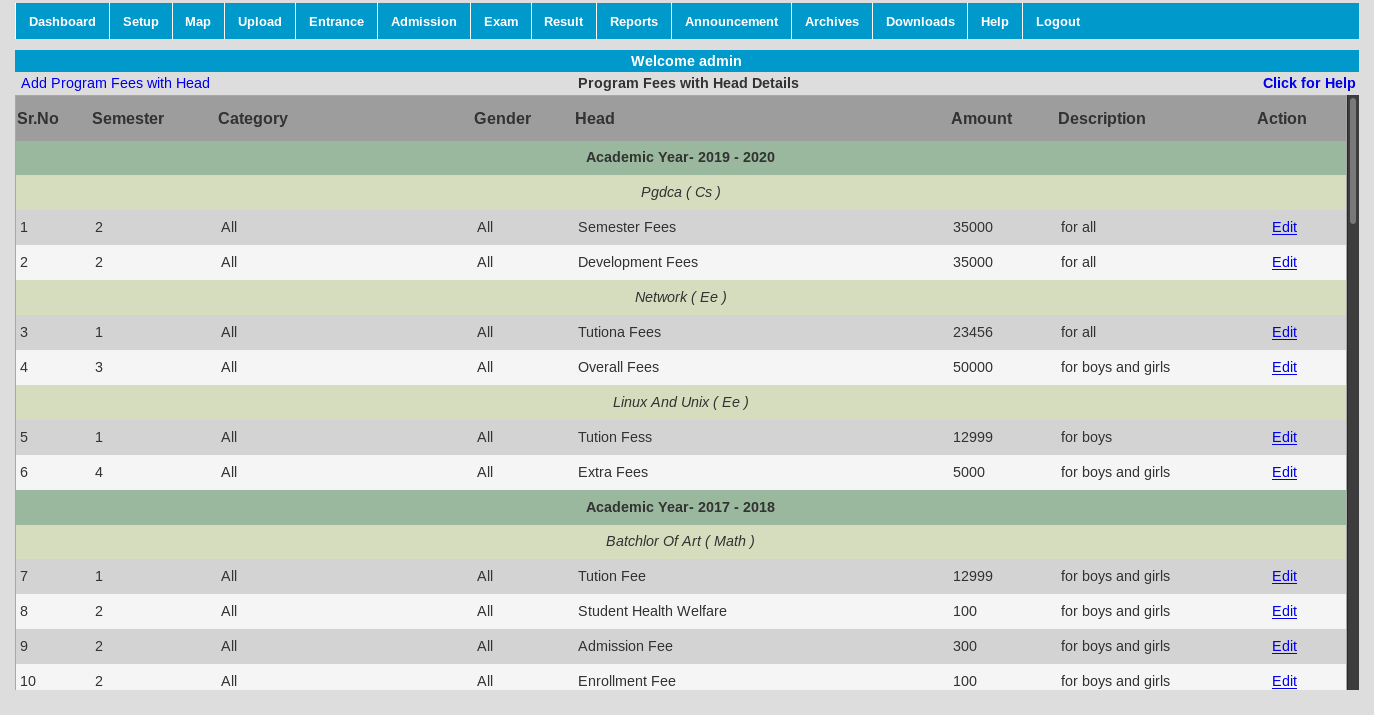 Dashboard Setup Map Upload Entrance Admission Exam Result Reports Announcement Archives Downloads Help Logout
Welcome admin
Add Program Fees with Head Program Fees with Head Details Click for Help
Sr.No Semester Category Gender Head Amount Description Action
Academic Year- 2019 - 2020
Pgdca ( Cs )
1 2 All All Semester Fees 35000 for all Edit
2 2 All All Development Fees 35000 for all Edit
Network ( Ee )
3 1 All All Tutiona Fees 23456 for all Edit
4 3 All All Overall Fees 50000 for boys and girls Edit
Linux And Unix ( Ee )
5 1 All All Tution Fess 12999 for boys Edit
6 4 All All Extra Fees 5000 for boys and girls Edit
Academic Year- 2017 - 2018
Batchlor Of Art ( Math )
7 1 All All Tution Fee 12999 for boys and girls Edit
8 2 All All Student Health Welfare 100 for boys and girls Edit
9 2 All All Admission Fee 300 for boys and girls Edit
10 2 All All Enrollment Fee 100 for boys and girls Edit